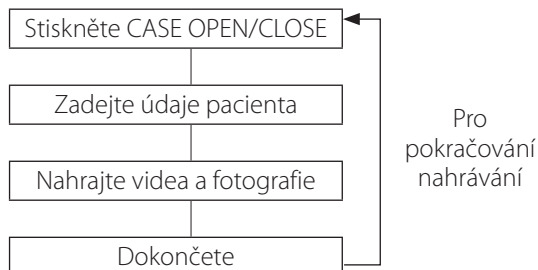 Stiskněte CASE OPEN/CLOSE
Zadejte údaje pacienta
Nahrajte videa a fotografie
Dokončete
Pro
pokračování
nahrávání